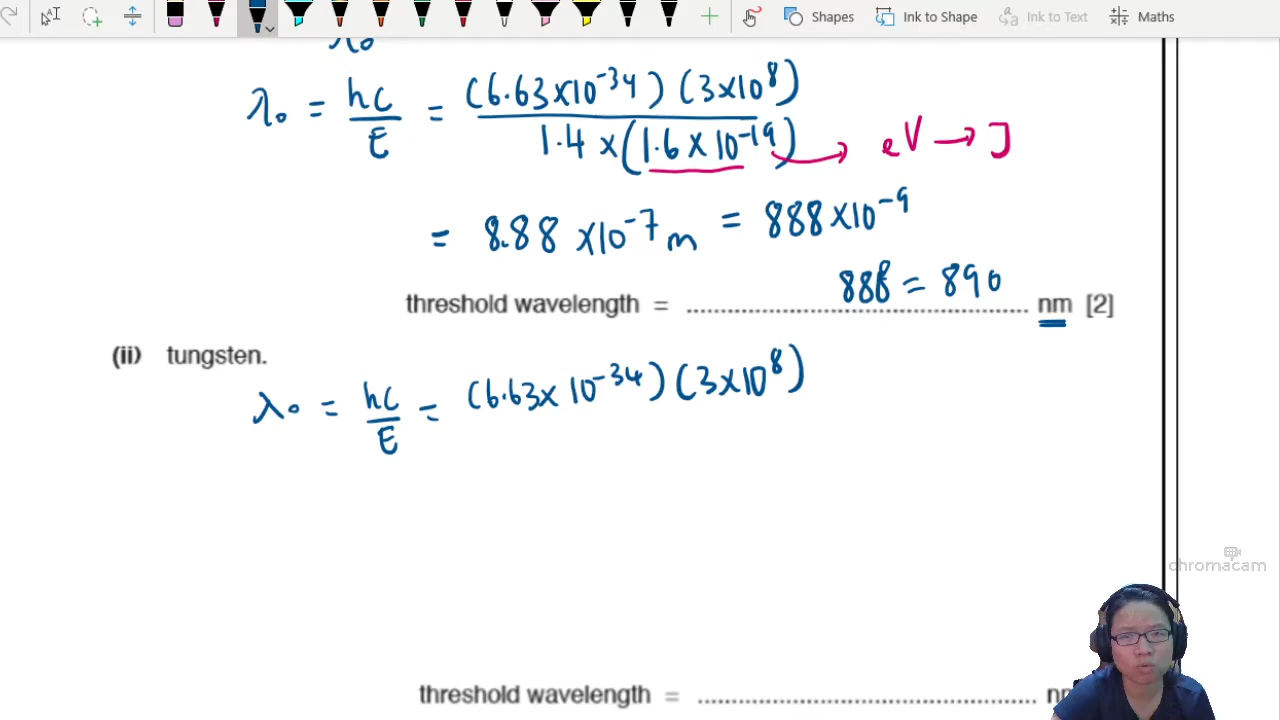 Shapes Ink to Shape Ink to Text Maths
λ₀
λ₀ = hc/E = (6.63×10⁻³⁴)(3×10⁸) / 1.4×(1.6×10⁻¹⁹) → eV → J
= 8.88 ×10⁻⁷ m = 888×10⁻⁹
888 = 890
threshold wavelength = ................................................ nm [2]
(ii) tungsten.
λ₀ = hc/E = (6.63×10⁻³⁴)(3×10⁸)
chromacam
threshold wavelength = ................................................